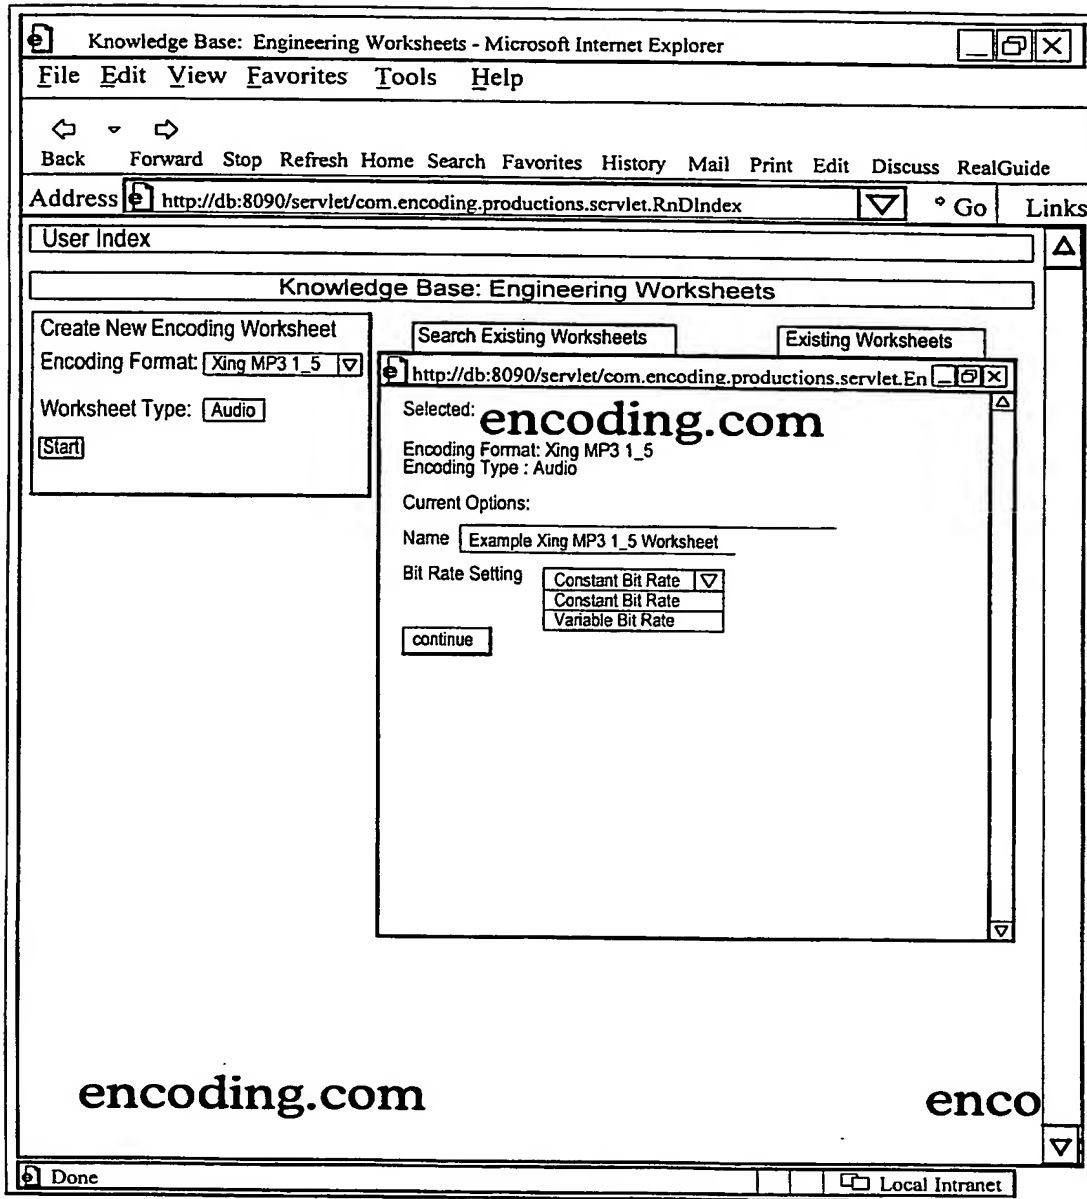 Knowledge Base: Engineering Worksheets - Microsoft Internet Explorer
File Edit View Favorites Tools Help
Back Forward Stop Refresh Home Search Favorites History Mail Print Edit Discuss RealGuide
Address http://db:8090/servlet/com.encoding.productions.servlet.RnDIndex Go Links
User Index
Knowledge Base: Engineering Worksheets
Create New Encoding Worksheet
Encoding Format: Xing MP3 1_5
Worksheet Type: Audio
Start
Search Existing Worksheets
Existing Worksheets
http://db:8090/servlet/com.encoding.productions.servlet.En
Selected:
encoding.com
Encoding Format: Xing MP3 1_5
Encoding Type : Audio
Current Options:
Name Example Xing MP3 1_5 Worksheet
Bit Rate Setting Constant Bit Rate
Constant Bit Rate
Variable Bit Rate
continue
encoding.com
enco
Done
Local Intranet